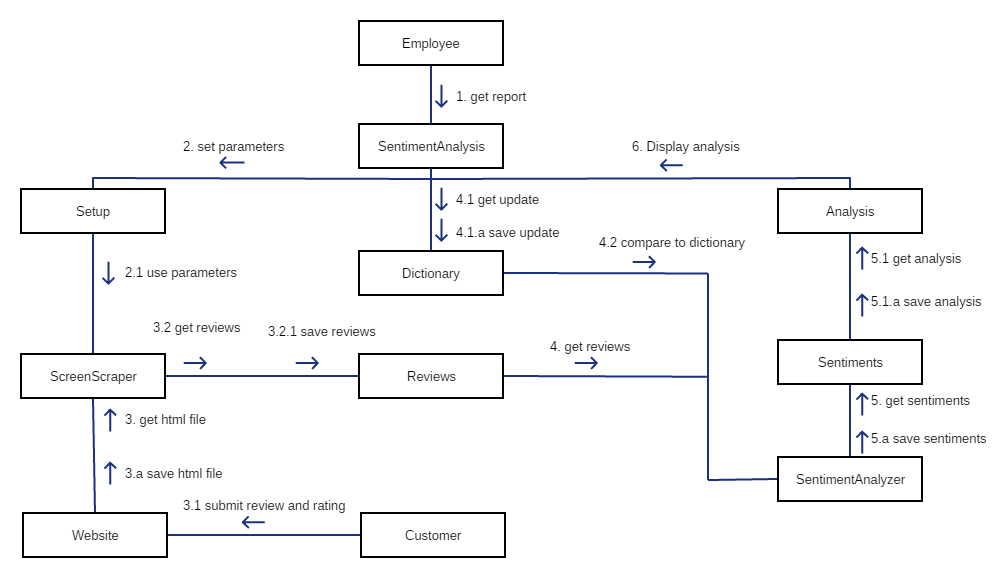 Employee
1. get report
SentimentAnalysis
2. set parameters
6. Display analysis
Setup
4.1 get update
4.1.a save update
Analysis
4.2 compare to dictionary
Dictionary
2.1 use parameters
5.1 get analysis
5.1.a save analysis
3.2 get reviews
3.2.1 save reviews
4. get reviews
ScreenScraper
Reviews
Sentiments
3. get html file
5. get sentiments
5.a save sentiments
3.a save html file
SentimentAnalyzer
3.1 submit review and rating
Website
Customer